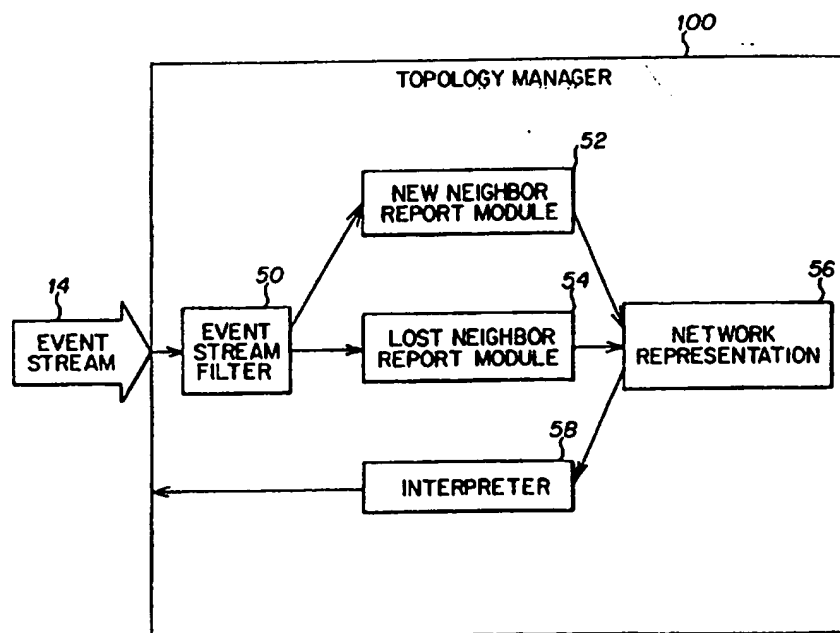 100
TOPOLOGY MANAGER
52
NEW NEIGHBOR
REPORT MODULE
14
EVENT
STREAM
50
EVENT
STREAM
FILTER
54
LOST NEIGHBOR
REPORT MODULE
56
NETWORK
REPRESENTATION
58
INTERPRETER